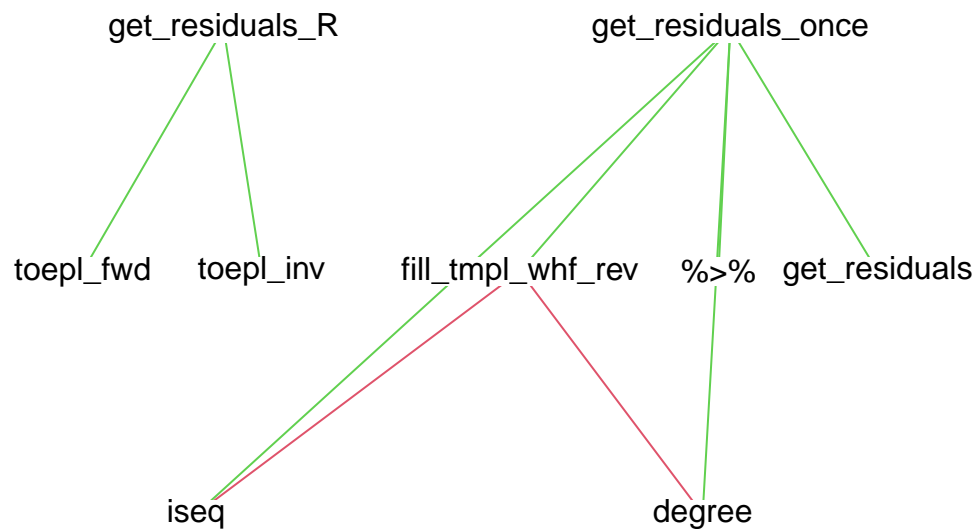 get_residuals_R get_residuals_once
toepl_fwd toepl_inv fill_tmpl_whf_rev %>% get_residuals
iseq degree